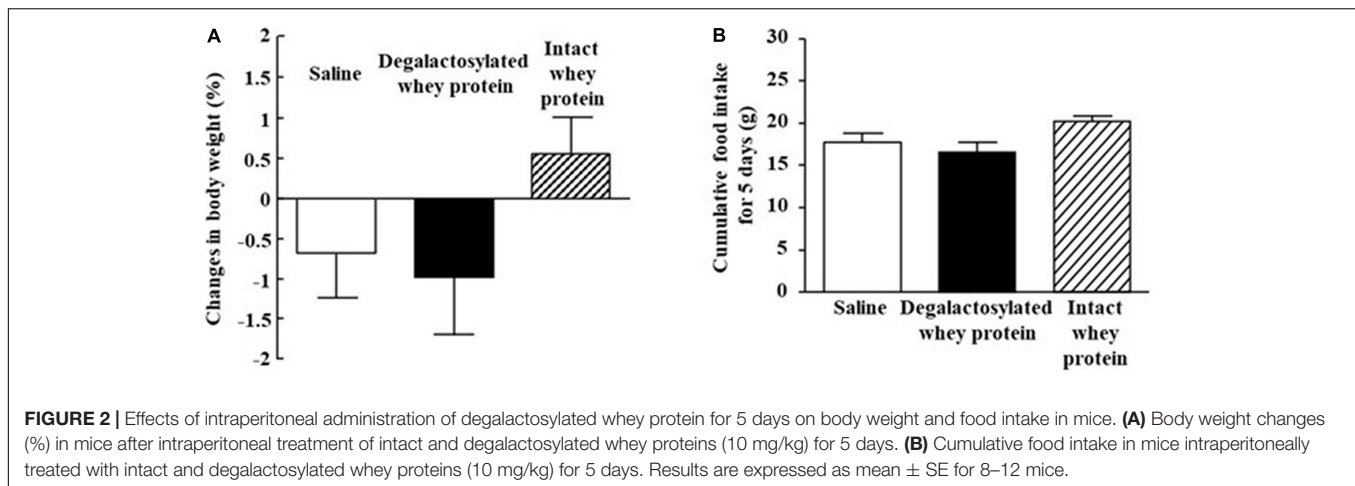 A
2
1.5
1
0.5
0
-0.5
-1
-1.5
-2
Changes in body weight (%)
Saline
Degalactosylated
whey protein
Intact
whey
protein
B
30
25
20
15
10
5
0
Cumulative food intake
for 5 days (g)
Saline
Degalactosylated
whey protein
Intact
whey
protein
FIGURE 2 | Effects of intraperitoneal administration of degalactosylated whey protein for 5 days on body weight and food intake in mice. (A) Body weight changes
(%) in mice after intraperitoneal treatment of intact and degalactosylated whey proteins (10 mg/kg) for 5 days. (B) Cumulative food intake in mice intraperitoneally
treated with intact and degalactosylated whey proteins (10 mg/kg) for 5 days. Results are expressed as mean ± SE for 8–12 mice.